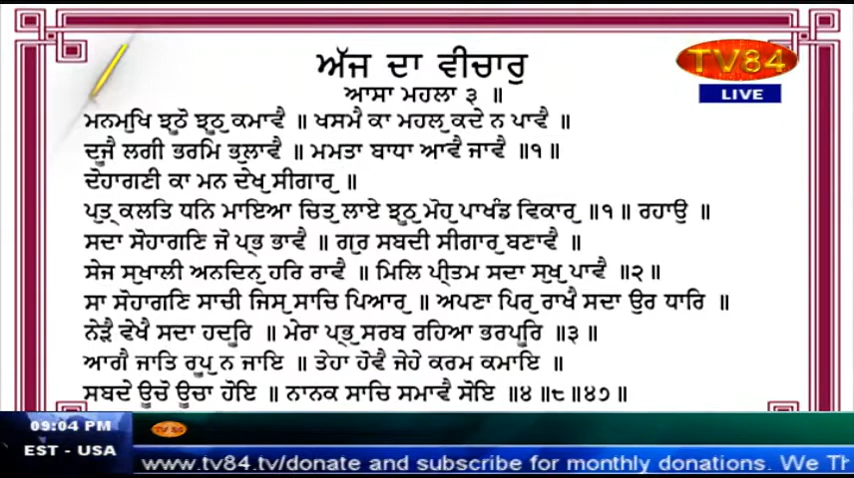 ਅੱਜ ਦਾ ਵੀਚਾਰੁ
TV84
LIVE
ਆਸਾ ਮਹਲਾ ੩ ॥
ਮਨਮੁਖਿ ਝੂਠੋ ਝੂਠੁ ਕਮਾਵੈ ॥ ਖਸਮੈ ਕਾ ਮਹਲੁ ਕਦੇ ਨ ਪਾਵੈ ॥
ਦੂਜੈ ਲਗੀ ਭਰਮਿ ਭੁਲਾਵੈ ॥ ਮਮਤਾ ਬਾਧਾ ਆਵੈ ਜਾਵੈ ॥੧॥
ਦੋਹਾਗਣੀ ਕਾ ਮਨ ਦੇਖੁ ਸੀਗਾਰੁ ॥
ਪੁਤ੍ਰ ਕਲਤਿ ਧਨਿ ਮਾਇਆ ਚਿਤੁ ਲਾਏ ਝੂਠੁ ਮੋਹੁ ਪਾਖੰਡ ਵਿਕਾਰੁ ॥੧॥ ਰਹਾਉ ॥
ਸਦਾ ਸੋਹਾਗਣਿ ਜੋ ਪ੍ਰਭ ਭਾਵੈ ॥ ਗੁਰ ਸਬਦੀ ਸੀਗਾਰੁ ਬਣਾਵੈ ॥
ਸੇਜ ਸੁਖਾਲੀ ਅਨਦਿਨੁ ਹਰਿ ਰਾਵੈ ॥ ਮਿਲਿ ਪ੍ਰੀਤਮ ਸਦਾ ਸੁਖੁ ਪਾਵੈ ॥੨॥
ਸਾ ਸੋਹਾਗਣਿ ਸਾਚੀ ਜਿਸੁ ਸਾਚਿ ਪਿਆਰੁ ॥ ਅਪਣਾ ਪਿਰੁ ਰਾਖੈ ਸਦਾ ਉਰ ਧਾਰਿ ॥
ਨੇੜੈ ਵੇਖੈ ਸਦਾ ਹਦੂਰਿ ॥ ਮੇਰਾ ਪ੍ਰਭੁ ਸਰਬ ਰਹਿਆ ਭਰਪੂਰਿ ॥੩॥
ਆਗੈ ਜਾਤਿ ਰੂਪੁ ਨ ਜਾਇ ॥ ਤੇਹਾ ਹੋਵੈ ਜੇਹੇ ਕਰਮ ਕਮਾਇ ॥
ਸਬਦੇ ਊਚੋ ਊਚਾ ਹੋਇ ॥ ਨਾਨਕ ਸਾਚਿ ਸਮਾਵੈ ਸੋਇ ॥੪॥੮॥੪੭॥
09:04 PM
TV 84
EST - USA
www.tv84.tv/donate and subscribe for monthly donations. We Th